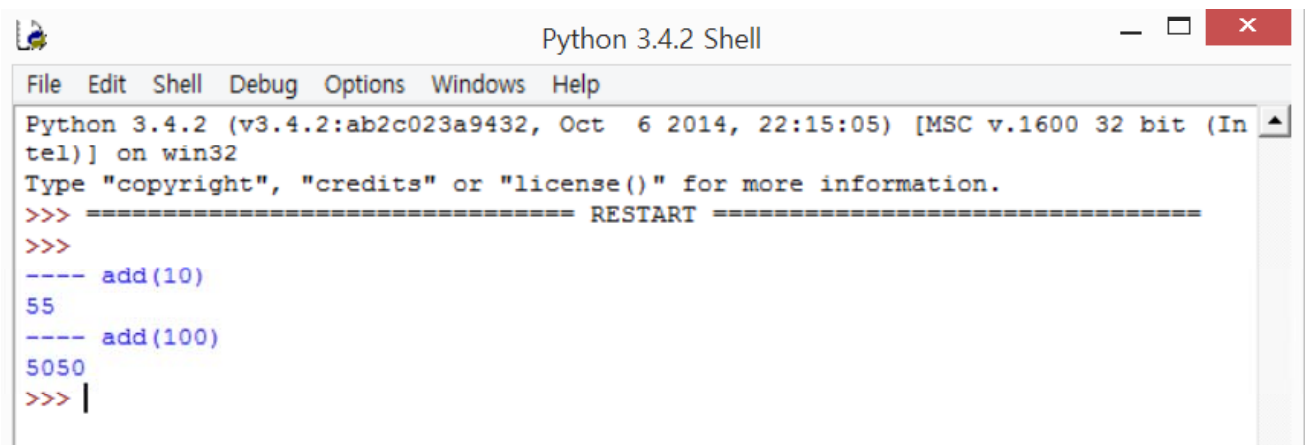 Python 3.4.2 Shell
File Edit Shell Debug Options Windows Help
Python 3.4.2 (v3.4.2:ab2c023a9432, Oct  6 2014, 22:15:05) [MSC v.1600 32 bit (In
tel)] on win32
Type "copyright", "credits" or "license()" for more information.
>>> ================================ RESTART ================================
>>>
---- add(10)
55
---- add(100)
5050
>>>